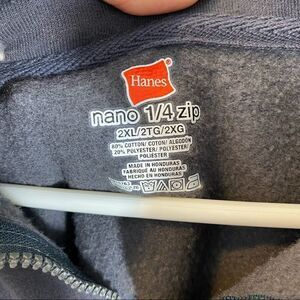 Hanes
nano 1/4 zip
2XL/2TG/2XG
80% COTTON/ COTON/ ALGODÓN
20% POLYESTER/ POLYESTER/
POLIESTER
MADE IN HONDURAS
FABRIQUÉ AU HONDURAS
HECHO EN HONDURAS